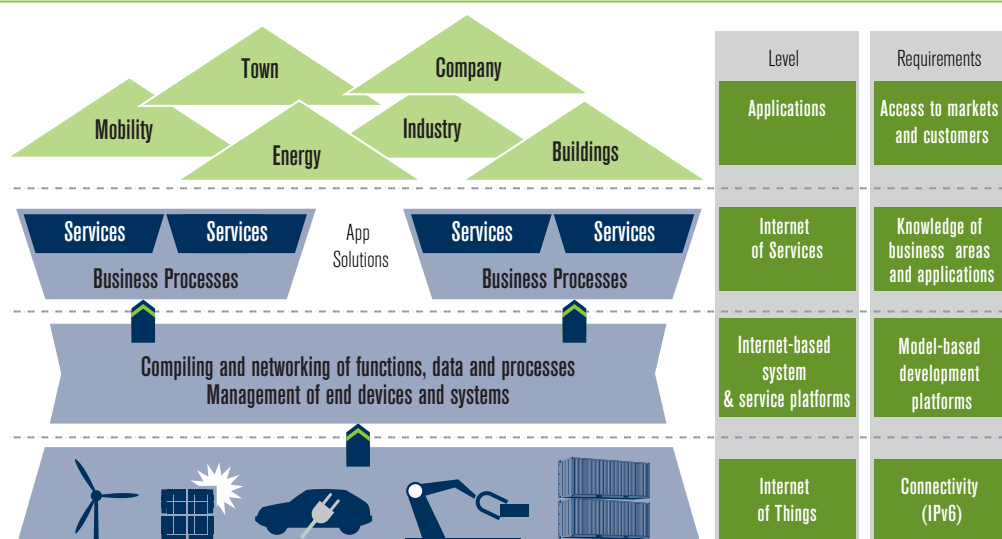 Town
Company
Mobility
Industry
Energy
Buildings
Level
Requirements
Applications
Access to markets
and customers
Services
Services
App
Solutions
Services
Services
Business Processes
Business Processes
Internet
of Services
Knowledge of
business areas
and applications
Compiling and networking of functions, data and processes
Management of end devices and systems
Internet-based
system
& service platforms
Model-based
development
platforms
Internet
of Things
Connectivity
(IPv6)